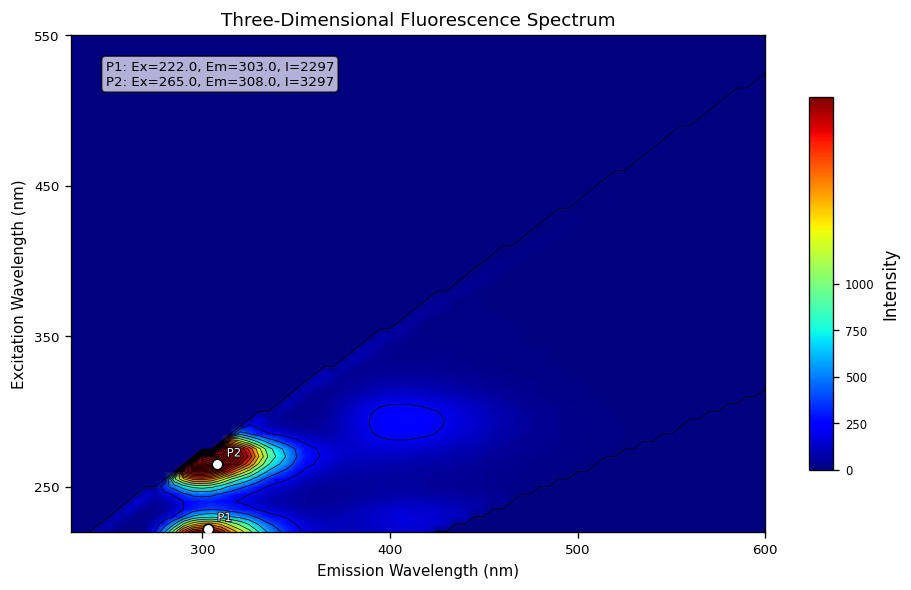 Three-Dimensional Fluorescence Spectrum
P1: Ex=222.0, Em=303.0, I=2297
P2: Ex=265.0, Em=308.0, I=3297
550
450
350
250
Excitation Wavelength (nm)
P2
P1
300
400
500
600
Emission Wavelength (nm)
1000
750
500
250
0
Intensity